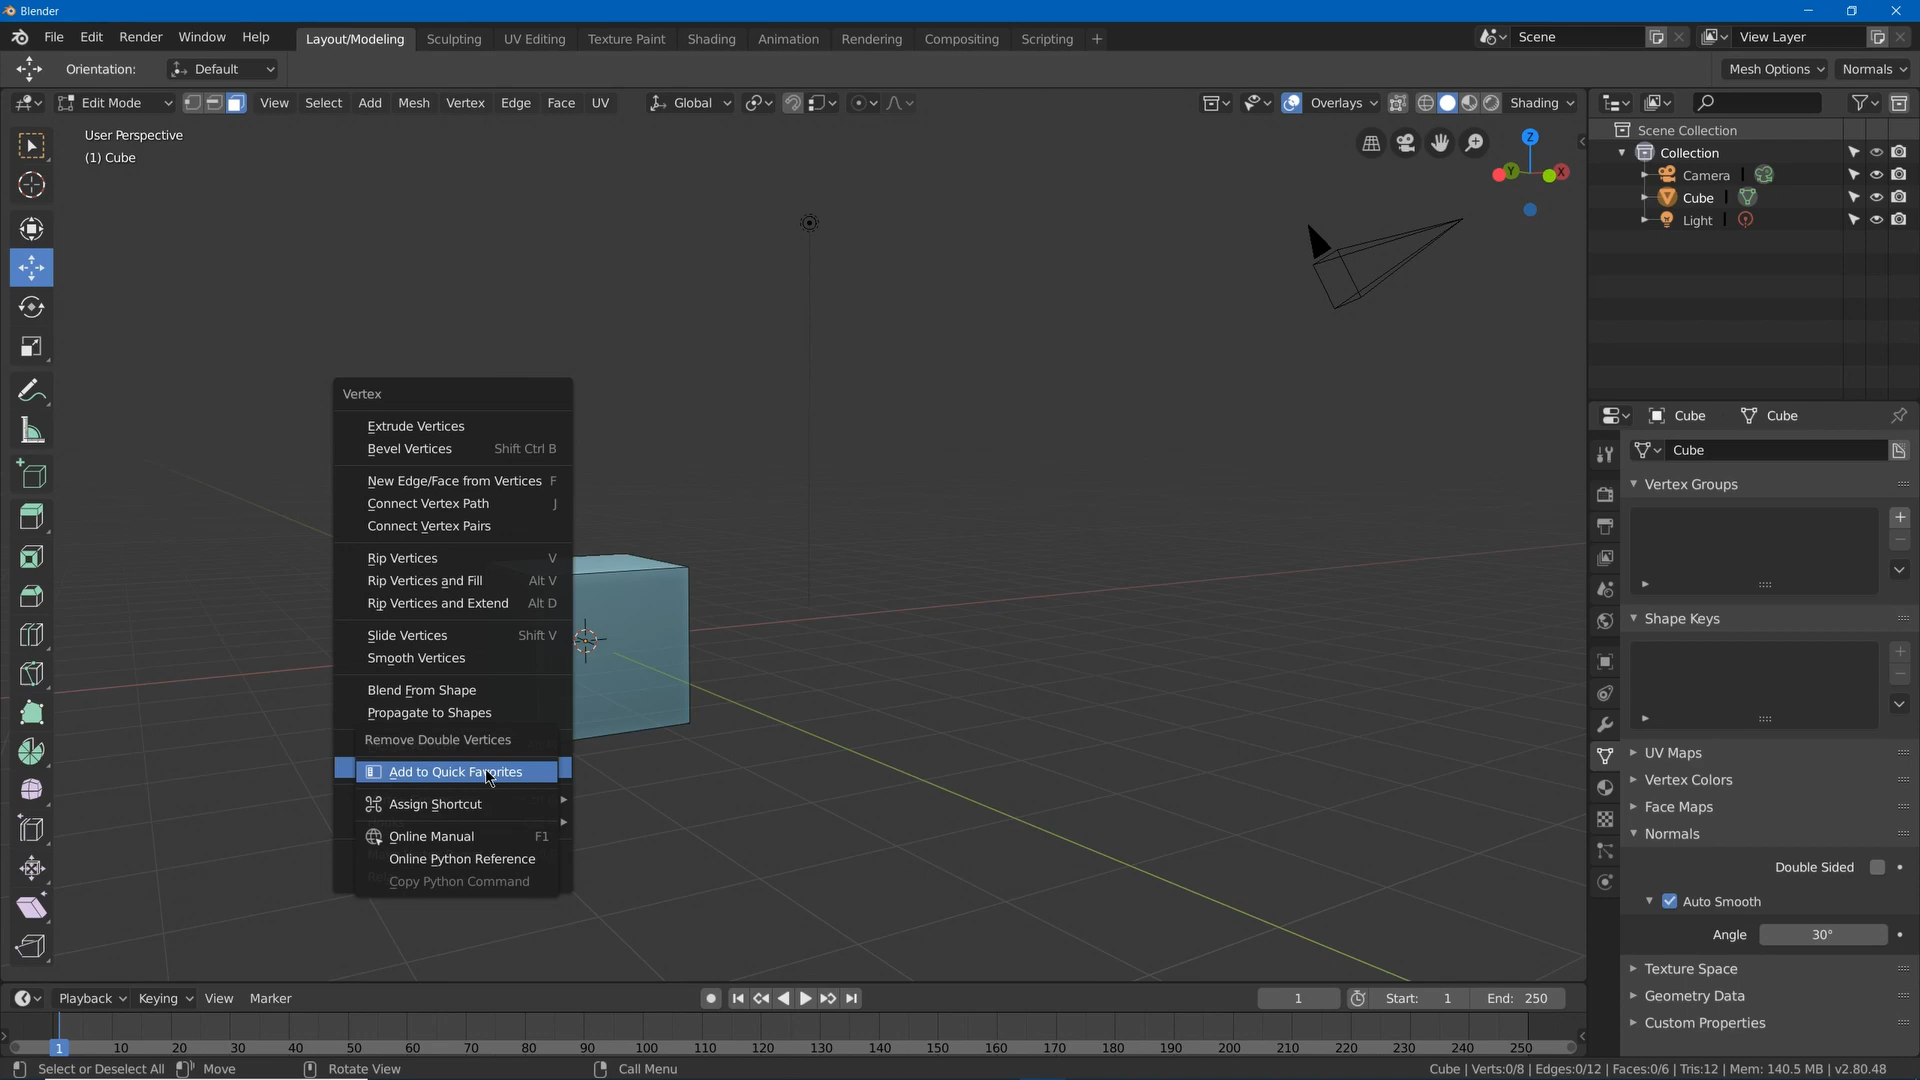 Blender
File Edit Render Window Help Layout/Modeling Sculpting UV Editing Texture Paint Shading Animation Rendering Compositing Scripting + Scene View Layer
Orientation: Default Mesh Options Normals
Edit Mode View Select Add Mesh Vertex Edge Face UV Global Overlays Shading
User Perspective
(1) Cube
Z
Y X
Scene Collection
Collection
Camera
Cube
Light
Vertex
Extrude Vertices
Bevel Vertices Shift Ctrl B
New Edge/Face from Vertices F
Connect Vertex Path J
Connect Vertex Pairs
Rip Vertices V
Rip Vertices and Fill Alt V
Rip Vertices and Extend Alt D
Slide Vertices Shift V
Smooth Vertices
Blend From Shape
Propagate to Shapes
Remove Double Vertices
Add to Quick Favorites
Assign Shortcut
Online Manual F1
Online Python Reference
Copy Python Command
Cube Cube
Cube
Vertex Groups
Shape Keys
UV Maps
Vertex Colors
Face Maps
Normals
Double Sided
Auto Smooth
Angle 30°
Texture Space
Geometry Data
Custom Properties
Playback Keying View Marker 1 Start: 1 End: 250
1 10 20 30 40 50 60 70 80 90 100 110 120 130 140 150 160 170 180 190 200 210 220 230 240 250
Select or Deselect All Move Rotate View Call Menu Cube | Verts:0/8 | Edges:0/12 | Faces:0/6 | Tris:12 | Mem: 140.5 MB | v2.80.48